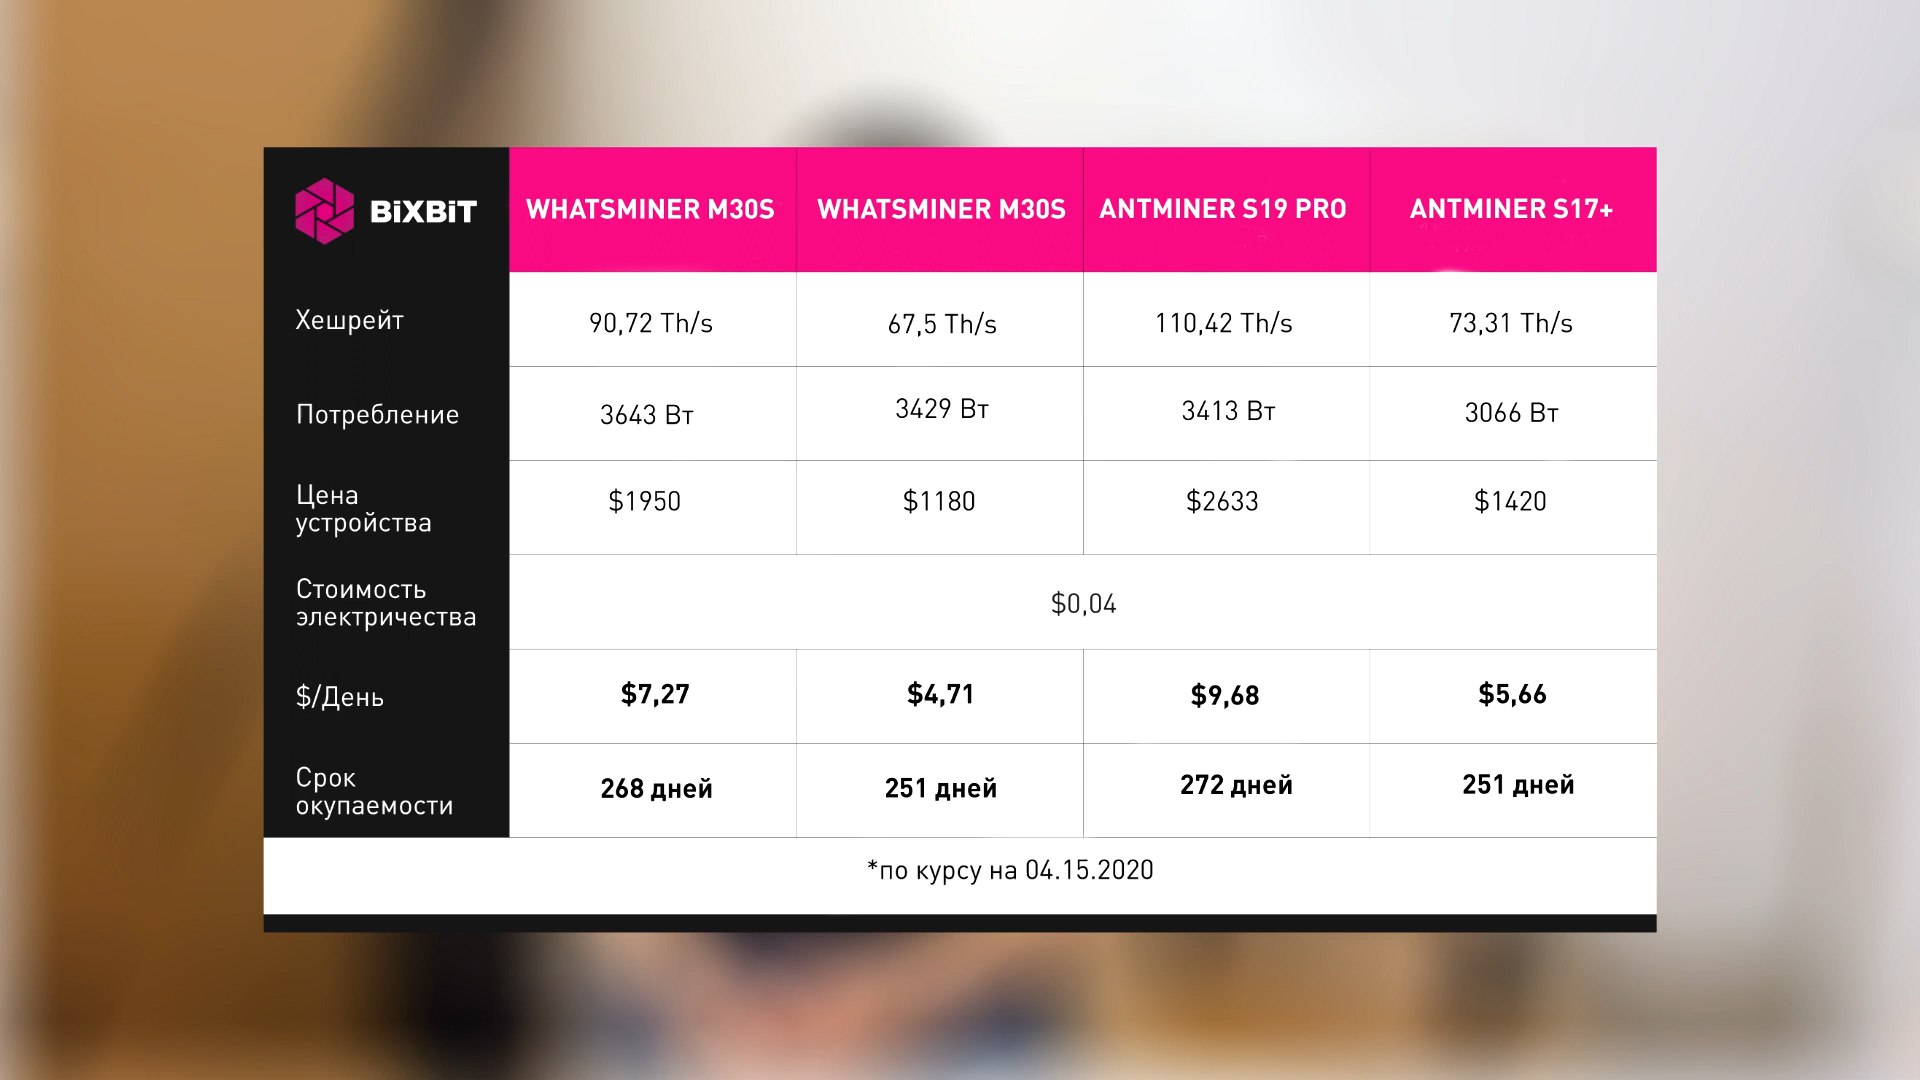 BiXBiT
WHATSMINER M30S
WHATSMINER M30S
ANTMINER S19 PRO
ANTMINER S17+
Хешрейт
90,72 Th/s
67,5 Th/s
110,42 Th/s
73,31 Th/s
Потребление
3643 Вт
3429 Вт
3413 Вт
3066 Вт
Цена
устройства
$1950
$1180
$2633
$1420
Стоимость
электричества
$0,04
$/День
$7,27
$4,71
$9,68
$5,66
Срок
окупаемости
268 дней
251 дней
272 дней
251 дней
*по курсу на 04.15.2020